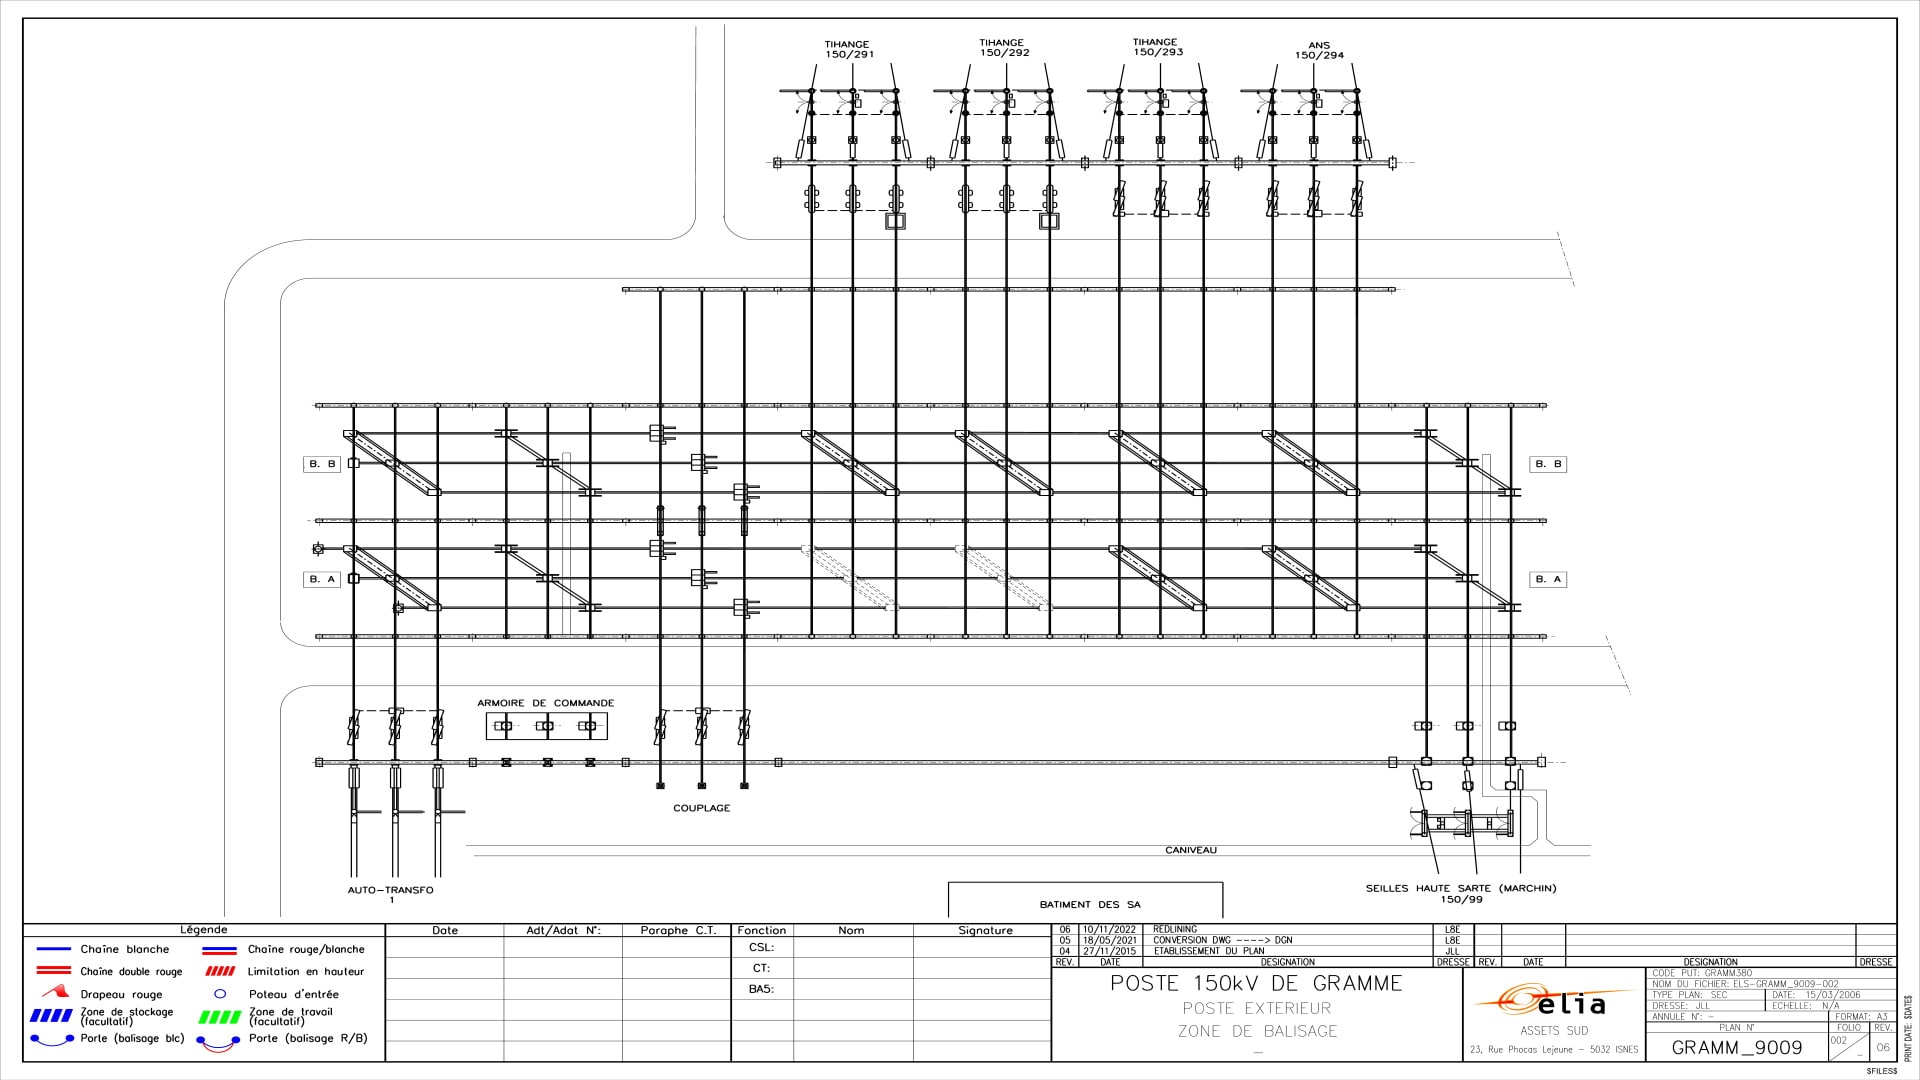 TIHANGE
150/291
TIHANGE
150/292
TIHANGE
150/293
ANS
150/294
B. B
B. B
B. A
B. A
ARMOIRE DE COMMANDE
COUPLAGE
CANIVEAU
AUTO-TRANSFO
1
SEILLES HAUTE SARTE (MARCHIN)
150/99
BATIMENT DES SA
Légende
Chaîne blanche
Chaîne rouge/blanche
Chaîne double rouge
Limitation en hauteur
Drapeau rouge
Poteau d'entrée
Zone de stockage
(facultatif)
Zone de travail
(facultatif)
Porte (balisage blc)
Porte (balisage R/B)
Date Adt/Adat N°: Paraphe C.T. Fonction Nom Signature
CSL:
CT:
BA5:
06 10/11/2022 REDLINING L8E
05 18/05/2021 CONVERSION DWG ----> DGN L8E
04 27/11/2015 ETABLISSEMENT DU PLAN JLL
REV. DATE DESIGNATION DRESSE REV. DATE DESIGNATION DRESSE
POSTE 150kV DE GRAMME
POSTE EXTERIEUR
ZONE DE BALISAGE
_
elia
ASSETS SUD
23, Rue Phocas Lejeune - 5032 ISNES
CODE PUT: GRAMM380
NOM DU FICHIER: ELS-GRAMM_9009-002
TYPE PLAN: SEC DATE: 15/03/2006
DRESSE: JLL ECHELLE: N/A
ANNULE N°: - FORMAT: A3
PLAN N° FOLIO REV.
GRAMM_9009 002 _ 06
PRINT DATE: $DATE$
$FILES$